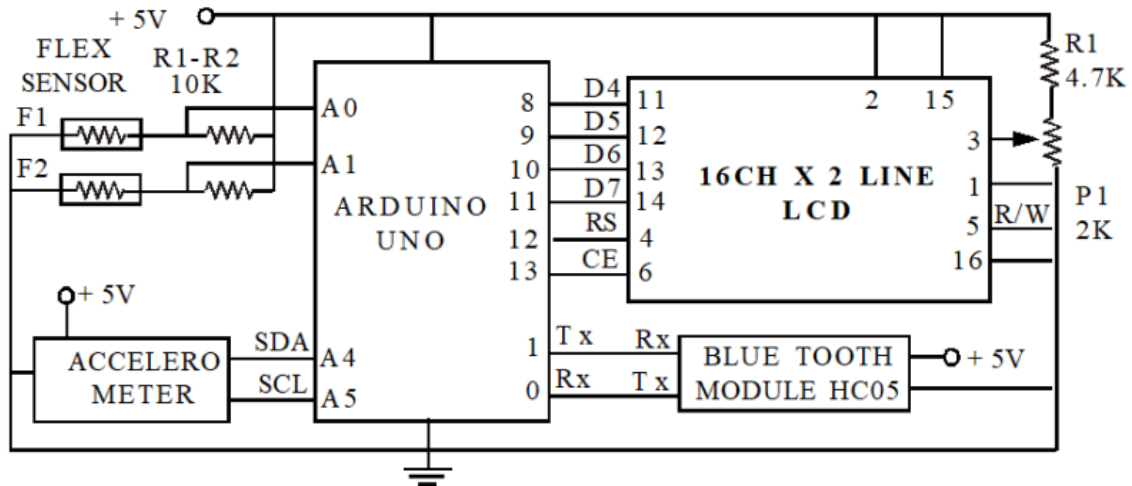 + 5V
FLEX SENSOR
R1-R2
10K
F1
F2
A0
A1
ARDUINO
UNO
8
9
10
11
12
13
D4
D5
D6
D7
RS
CE
11
12
13
14
4
6
2
15
16CH X 2 LINE
LCD
3
1
5
16
R/W
R1
4.7K
P1
2K
+ 5V
ACCELERO
METER
SDA
SCL
A4
A5
1
0
Tx
Rx
Rx
Tx
BLUE TOOTH
MODULE HC05
+ 5V